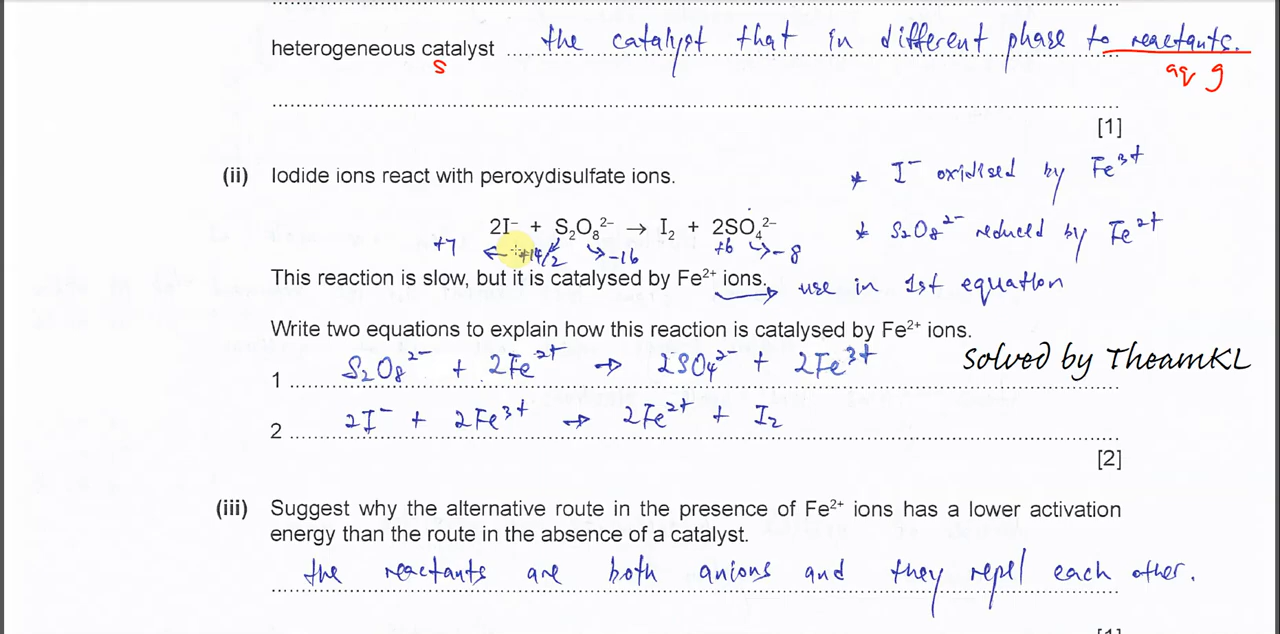 heterogeneous catalyst the catalyst that in different phase to reactants.
s
aq g
[1]
(ii) Iodide ions react with peroxydisulfate ions.
* I⁻ oxidised by Fe³⁺
2I⁻ + S₂O₈²⁻ → I₂ + 2SO₄²⁻
* S₂O₈²⁻ reduced by Fe²⁺
+7 ← +14/2 → -16 +6 → -8
This reaction is slow, but it is catalysed by Fe²⁺ ions. → use in 1st equation
Write two equations to explain how this reaction is catalysed by Fe²⁺ ions.
Solved by TheamKL
1 S₂O₈²⁻ + 2Fe²⁺ → 2SO₄²⁻ + 2Fe³⁺
2 2I⁻ + 2Fe³⁺ → 2Fe²⁺ + I₂
[2]
(iii) Suggest why the alternative route in the presence of Fe²⁺ ions has a lower activation
energy than the route in the absence of a catalyst.
the reactants are both anions and they repel each other.
[1]